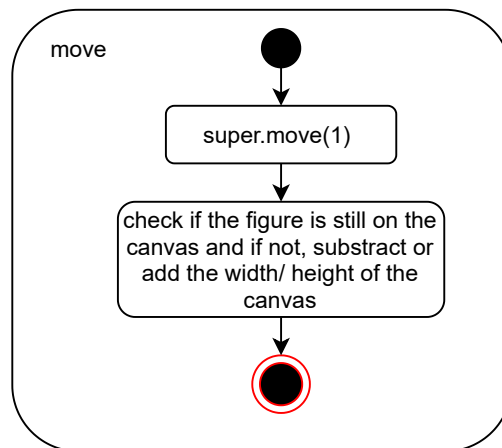 move
super.move(1)
check if the figure is still on the
canvas and if not, substract or
add the width/ height of the
canvas